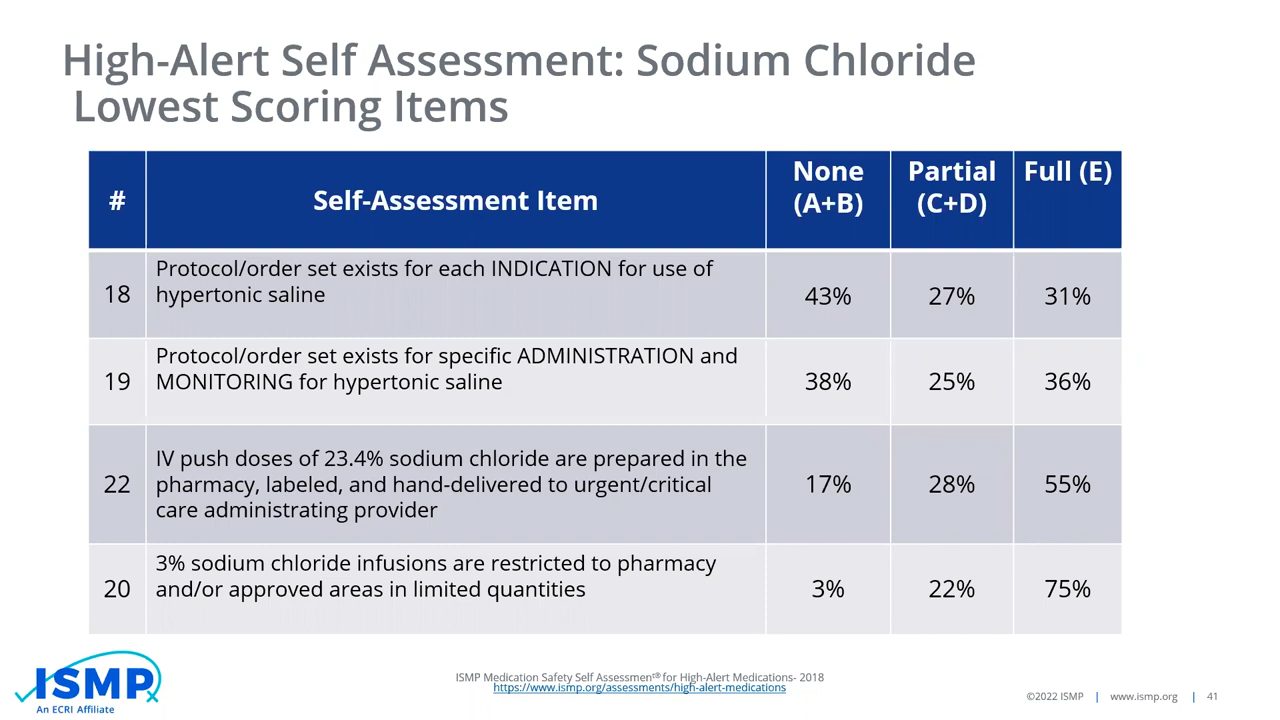 High-Alert Self Assessment: Sodium Chloride
Lowest Scoring Items
# Self-Assessment Item None (A+B) Partial (C+D) Full (E)
18 Protocol/order set exists for each INDICATION for use of
hypertonic saline 43% 27% 31%
19 Protocol/order set exists for specific ADMINISTRATION and
MONITORING for hypertonic saline 38% 25% 36%
22 IV push doses of 23.4% sodium chloride are prepared in the
pharmacy, labeled, and hand-delivered to urgent/critical
care administrating provider 17% 28% 55%
20 3% sodium chloride infusions are restricted to pharmacy
and/or approved areas in limited quantities 3% 22% 75%
ISMP
An ECRI Affiliate
ISMP Medication Safety Self Assessment® for High-Alert Medications- 2018
https://www.ismp.org/assessments/high-alert-medications
©2022 ISMP | www.ismp.org | 41